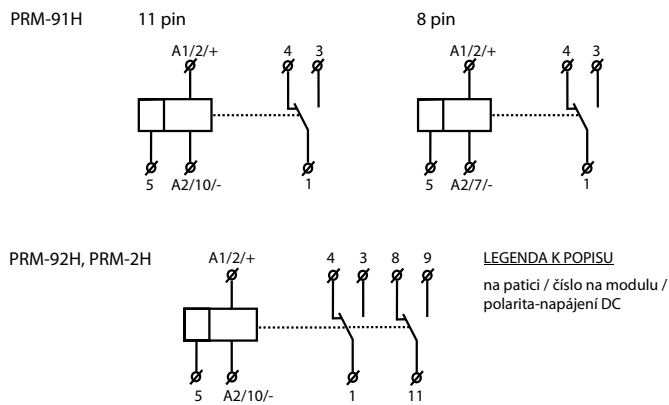 PRM-91H 11 pin 8 pin
A1/2/+ 4 3 A1/2/+ 4 3
5 A2/10/- 1 5 A2/7/- 1
PRM-92H, PRM-2H A1/2/+ 4 3 8 9 LEGENDA K POPISU
na patici / číslo na modulu /
polarita-napájení DC
5 A2/10/- 1 11